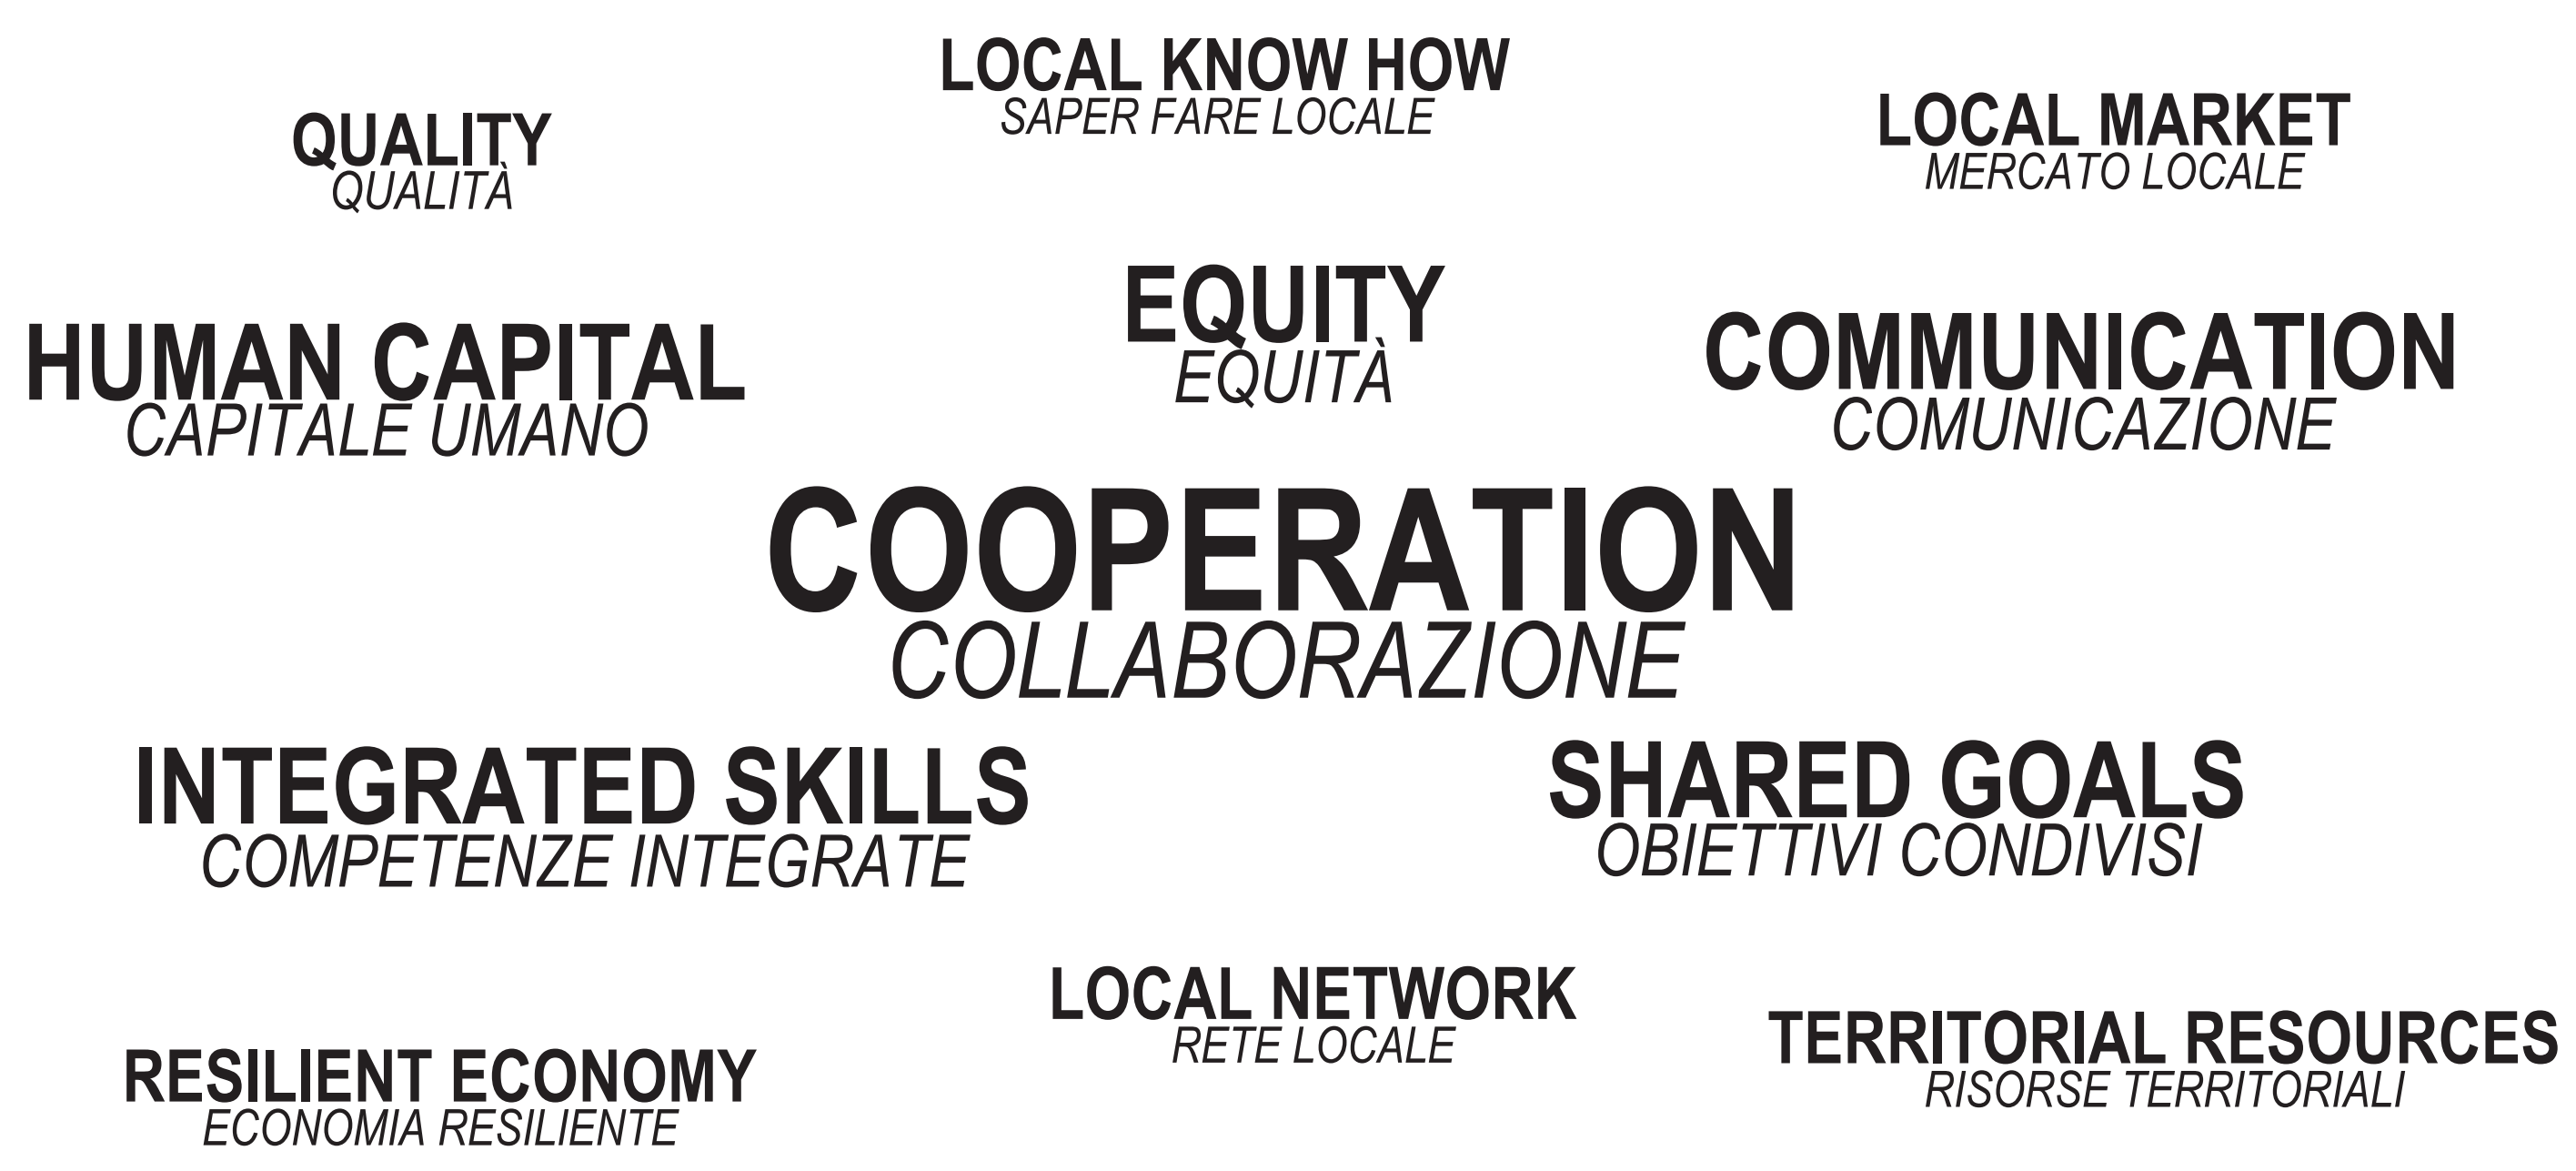 LOCAL KNOW HOW
SAPER FARE LOCALE
QUALITY
QUALITÀ
LOCAL MARKET
MERCATO LOCALE
EQUITY
EQUITÀ
HUMAN CAPITAL
CAPITALE UMANO
COMMUNICATION
COMUNICAZIONE
COOPERATION
COLLABORAZIONE
INTEGRATED SKILLS
COMPETENZE INTEGRATE
SHARED GOALS
OBIETTIVI CONDIVISI
LOCAL NETWORK
RETE LOCALE
RESILIENT ECONOMY
ECONOMIA RESILIENTE
TERRITORIAL RESOURCES
RISORSE TERRITORIALI